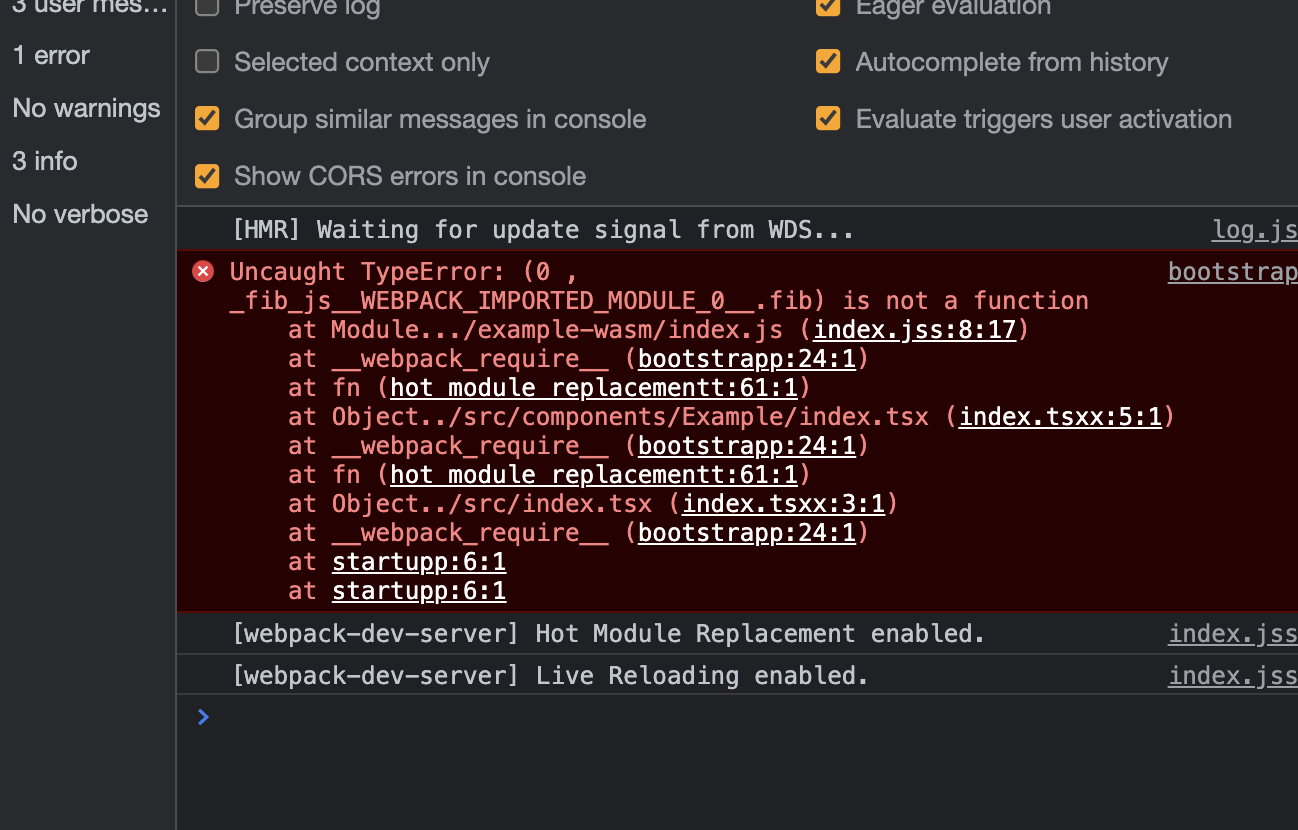 3 user mes…
1 error
No warnings
3 info
No verbose
Preserve log
Eager evaluation
Selected context only
Autocomplete from history
Group similar messages in console
Evaluate triggers user activation
Show CORS errors in console
[HMR] Waiting for update signal from WDS... log.js
Uncaught TypeError: (0 , bootstrap
_fib_js__WEBPACK_IMPORTED_MODULE_0__.fib) is not a function
at Module.../example-wasm/index.js (index.jss:8:17)
at __webpack_require__ (bootstrapp:24:1)
at fn (hot module replacementt:61:1)
at Object../src/components/Example/index.tsx (index.tsxx:5:1)
at __webpack_require__ (bootstrapp:24:1)
at fn (hot module replacementt:61:1)
at Object../src/index.tsx (index.tsxx:3:1)
at __webpack_require__ (bootstrapp:24:1)
at startupp:6:1
at startupp:6:1
[webpack-dev-server] Hot Module Replacement enabled. index.jss
[webpack-dev-server] Live Reloading enabled. index.jss